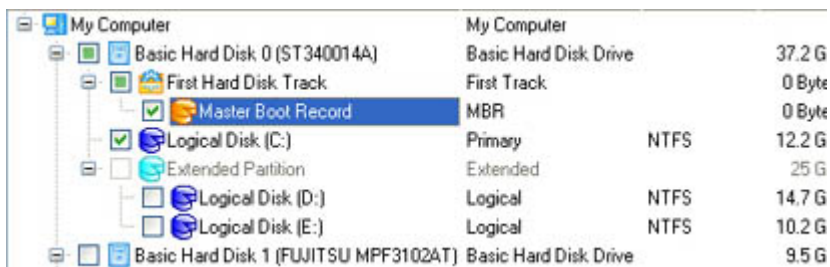 My Computer My Computer
Basic Hard Disk 0 (ST340014A) Basic Hard Disk Drive 37.2 G
First Hard Disk Track First Track 0 Byte
Master Boot Record MBR 0 Byte
Logical Disk (C:) Primary NTFS 12.2 G
Extended Partition Extended 25 G
Logical Disk (D:) Logical NTFS 14.7 G
Logical Disk (E:) Logical NTFS 10.2 G
Basic Hard Disk 1 (FUJITSU MPF3102AT) Basic Hard Disk Drive 9.5 G